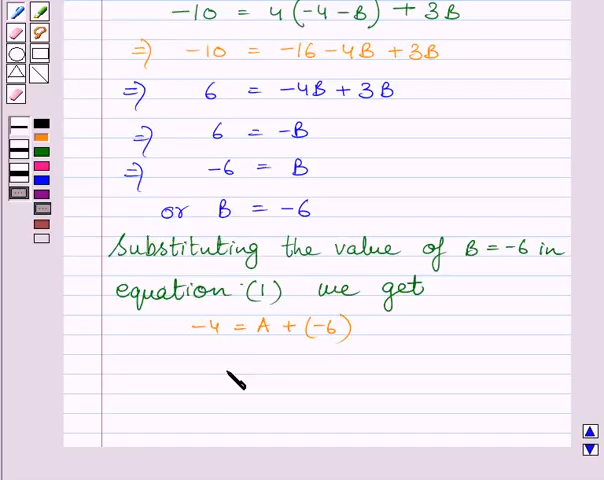 -10 = 4(-4-B) + 3B
⇒ -10 = -16 - 4B + 3B
⇒ 6 = -4B + 3B
⇒ 6 = -B
⇒ -6 = B
or B = -6
Substituting the value of B = -6 in
equation (1) we get
-4 = A + (-6)